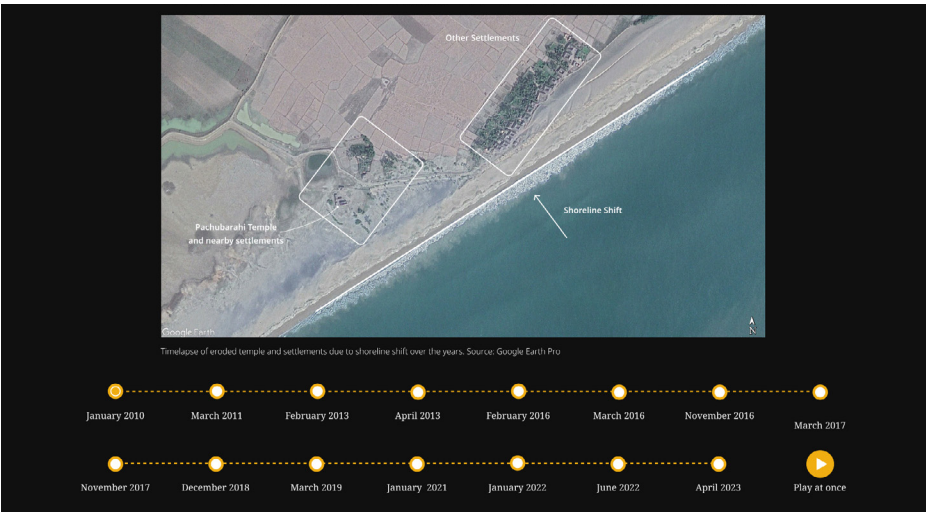 Other Settlements
Shoreline Shift
Pachubarahi Temple
and nearby settlements
Google Earth
N
Timelapse of eroded temple and settlements due to shoreline shift over the years. Source: Google Earth Pro
January 2010
March 2011
February 2013
April 2013
February 2016
March 2016
November 2016
March 2017
November 2017
December 2018
March 2019
January 2021
January 2022
June 2022
April 2023
Play at once